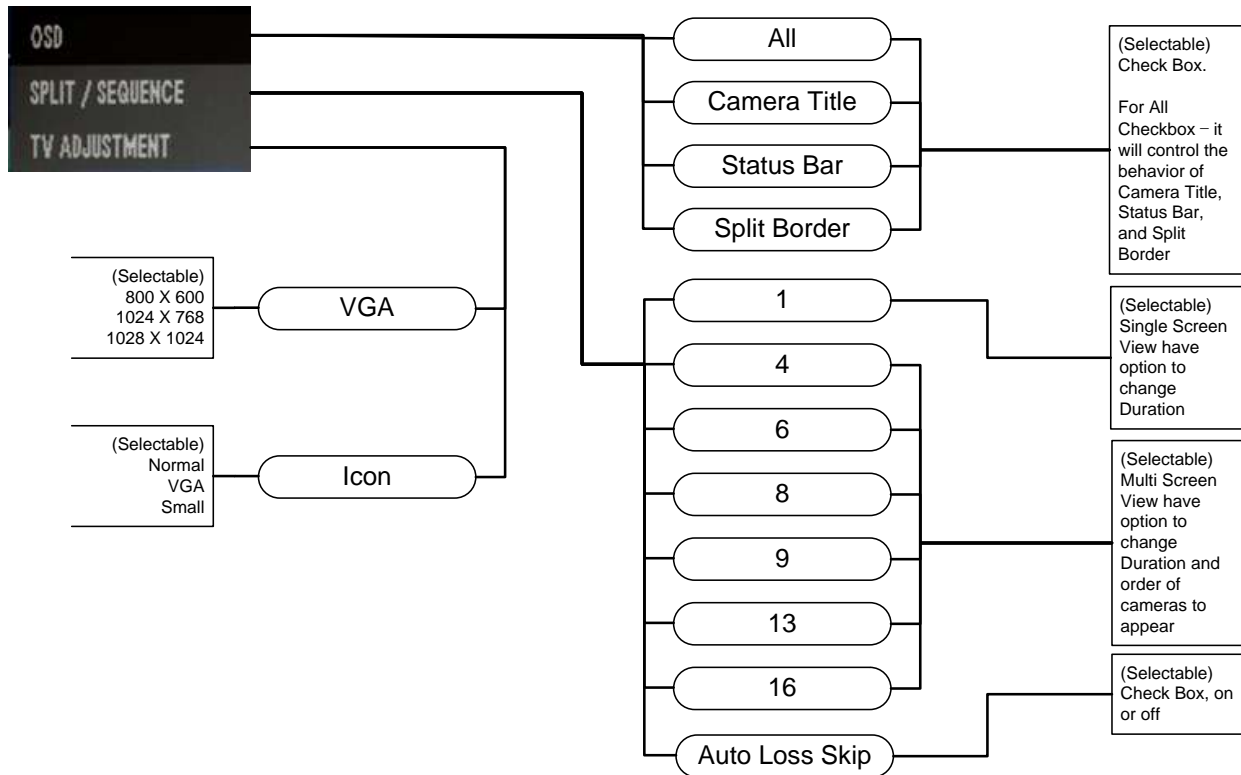 OSD
SPLIT / SEQUENCE
TV ADJUSTMENT
All
Camera Title
Status Bar
Split Border
(Selectable)
Check Box.
For All
Checkbox – it
will control the
behavior of
Camera Title,
Status Bar,
and Split
Border
(Selectable)
800 X 600
1024 X 768
1028 X 1024
VGA
(Selectable)
Normal
VGA
Small
Icon
1
4
6
8
9
13
16
Auto Loss Skip
(Selectable)
Single Screen
View have
option to
change
Duration
(Selectable)
Multi Screen
View have
option to
change
Duration and
order of
cameras to
appear
(Selectable)
Check Box, on
or off